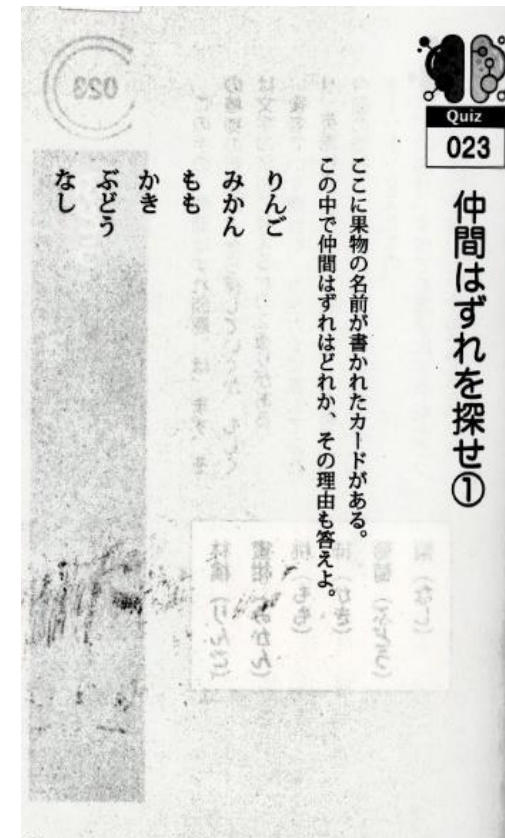 Quiz
023
仲間はずれを探せ①
ここに果物の名前が書かれたカードがある。
この中で仲間はずれはどれか、その理由も答えよ。
りんご
みかん
もも
かき
ぶどう
なし